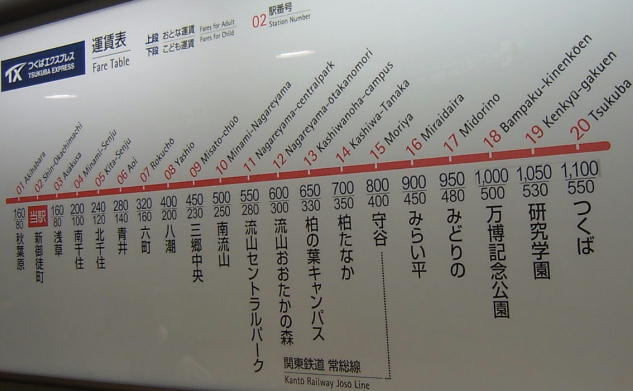 つくばエクスプレス
TSUKUBA EXPRESS
運賃表
Fare Table
上段 おとな運賃 Fares for Adult
下段 こども運賃 Fares for Child
02 駅番号
Station Number
01 Akihabara
02 Shin-Okachimachi
03 Asakusa
04 Minami-Senju
05 Kita-Senju
06 Aoi
07 Rokuchō
08 Yashio
09 Misato-chūō
10 Minami-Nagareyama
11 Nagareyama-centralpark
12 Nagareyama-otakanomori
13 Kashiwanoha-campus
14 Kashiwa-Tanaka
15 Moriya
16 Miraidaira
17 Midorino
18 Bampaku-kinenkoen
19 Kenkyū-gakuen
20 Tsukuba
160 当駅 160 200 240 280 320 400 450 500 550 600 650 700 800 900 950 1,000 1,050 1,100
80 80 100 120 140 160 200 230 250 280 300 330 350 400 450 480 500 530 550
秋葉原
新御徒町
浅草
南千住
北千住
青井
六町
八潮
三郷中央
南流山
流山セントラルパーク
流山おおたかの森
柏の葉キャンパス
柏たなか
守谷
みらい平
みどりの
万博記念公園
研究学園
つくば
関東鉄道 常総線
Kantō Railway Jōsō Line